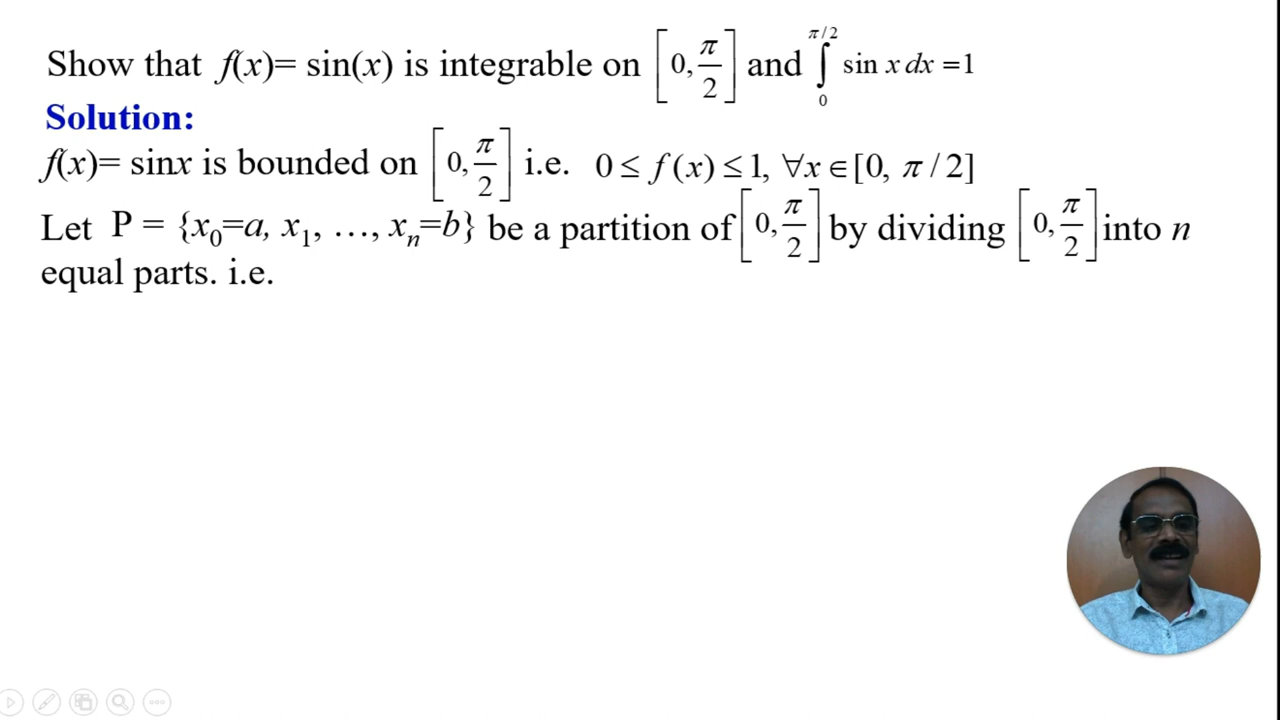 Show that f(x)= sin(x) is integrable on [0, π/2] and ∫₀^{π/2} sin x dx = 1
Solution:
f(x)= sinx is bounded on [0, π/2] i.e. 0 ≤ f(x) ≤ 1, ∀x ∈ [0, π / 2]
Let P = {x₀=a, x₁, …, xₙ=b} be a partition of [0, π/2] by dividing [0, π/2] into n
equal parts. i.e.